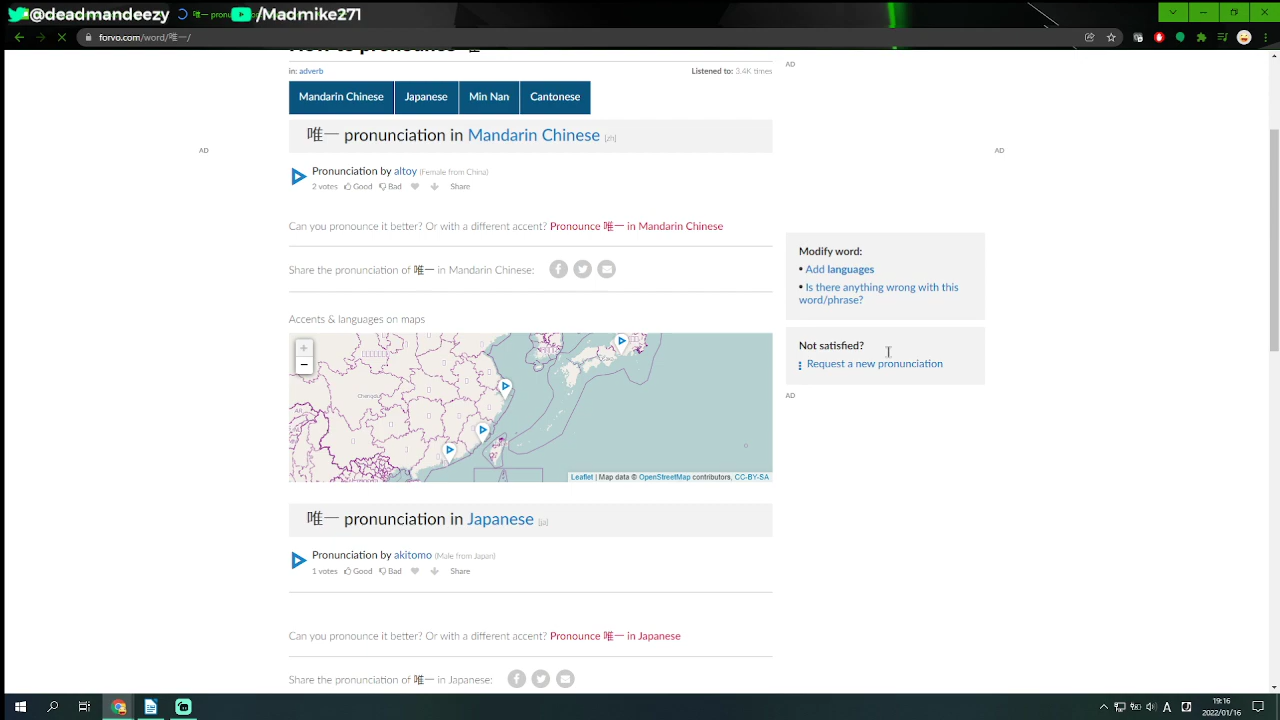 @deadmandeezy
/Madmike271
forvo.com/word/唯一/
in: adverb
Listened to: 3.4K times
AD
Mandarin Chinese Japanese Min Nan Cantonese
唯一 pronunciation in Mandarin Chinese [zh]
AD
AD
Pronunciation by altoy (Female from China)
2 votes Good Bad Share
Can you pronounce it better? Or with a different accent? Pronounce 唯一 in Mandarin Chinese
Share the pronunciation of 唯一 in Mandarin Chinese:
Modify word:
• Add languages
• Is there anything wrong with this
word/phrase?
Accents & languages on maps
Not satisfied?
Request a new pronunciation
AD
+
−
Leaflet | Map data © OpenStreetMap contributors, CC-BY-SA
唯一 pronunciation in Japanese [ja]
Pronunciation by akitomo (Male from Japan)
1 votes Good Bad Share
Can you pronounce it better? Or with a different accent? Pronounce 唯一 in Japanese
Share the pronunciation of 唯一 in Japanese:
19:16
2022/01/16